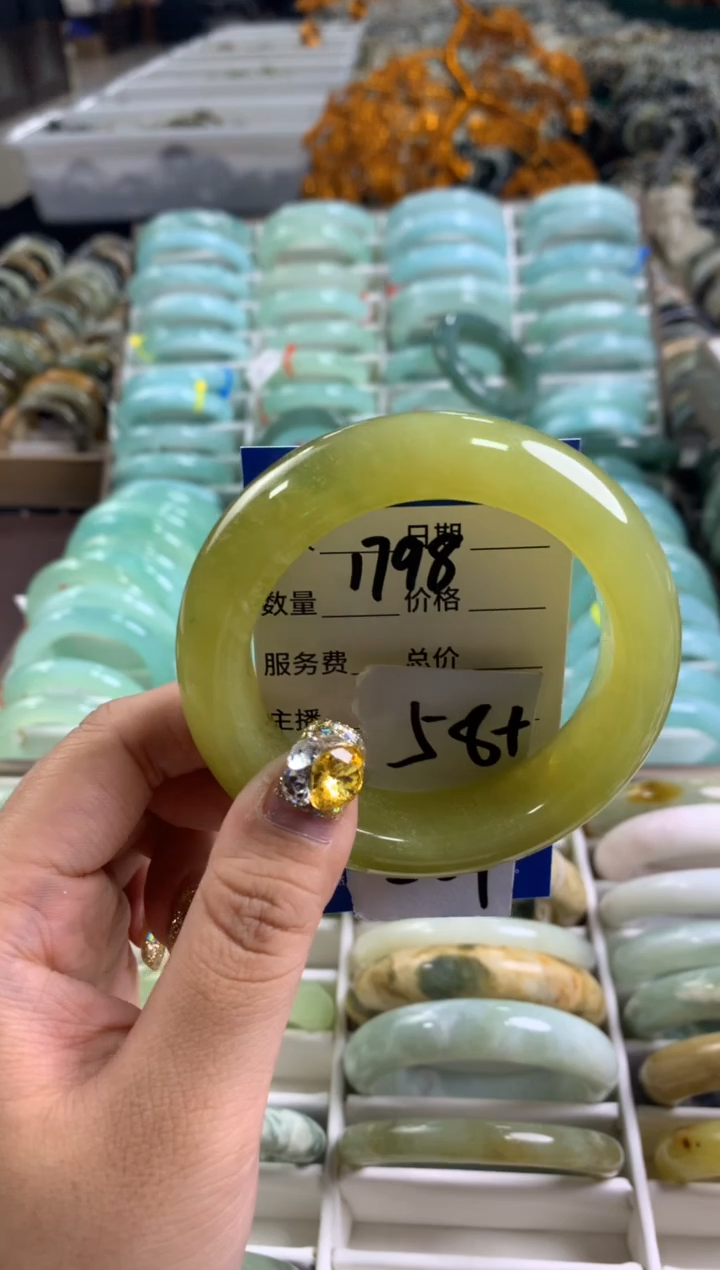 日期
1798
数量 价格
服务费 总价
主播
58+